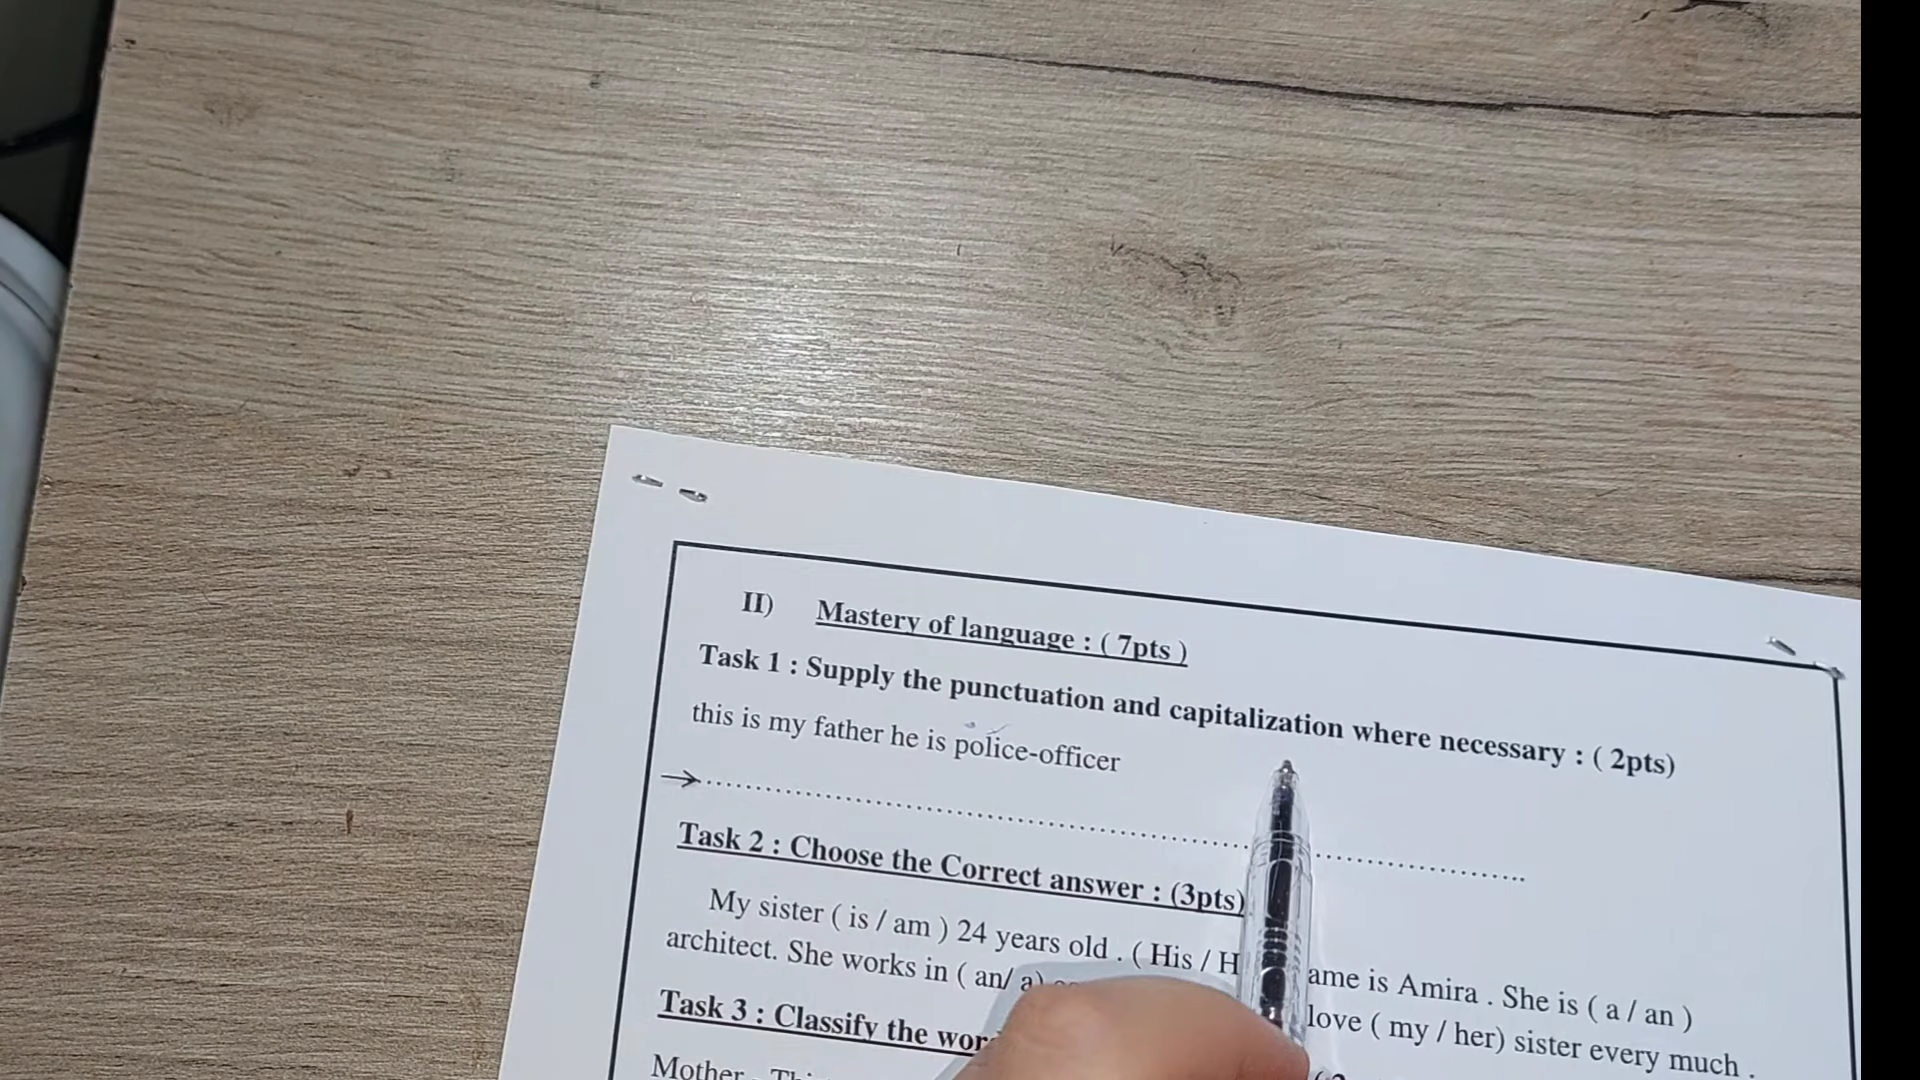 II) Mastery of language : ( 7pts )
Task 1 : Supply the punctuation and capitalization where necessary : ( 2pts)
this is my father he is police-officer
Task 2 : Choose the Correct answer : (3pts)
My sister ( is / am ) 24 years old . ( His / ame is Amira . She is ( a / an )
architect. She works in ( an/ a) love ( my / her) sister every much .
Task 3 : Classify the
Mother